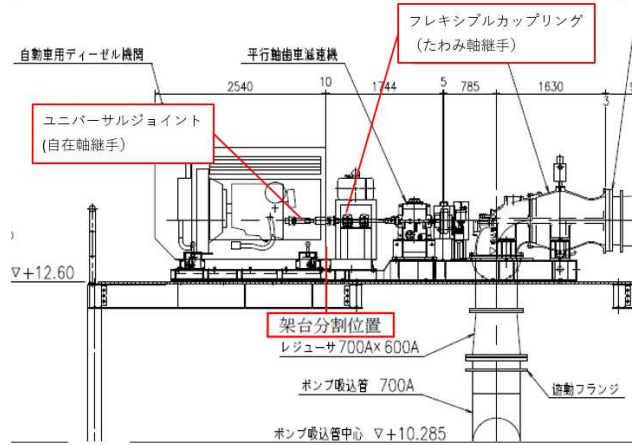 フレキシブルカップリング
(たわみ軸継手)
自動車用ディーゼル機関
平行軸歯車減速機
2540
10
1744
5
785
1630
3
ユニバーサルジョイント
(自在軸継手)
▽+12.60
架台分割位置
レジューサ 700A×600A
ポンプ吸込管 700A
遊動フランジ
ポンプ吸込管中心 ▽+10.285